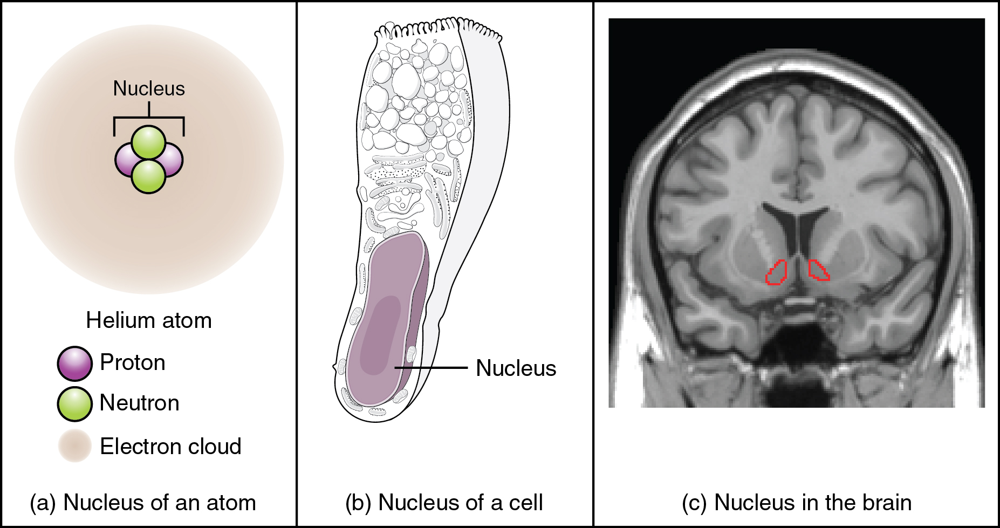 Nucleus
Helium atom
Proton
Neutron
Electron cloud
(a) Nucleus of an atom
Nucleus
(b) Nucleus of a cell
(c) Nucleus in the brain